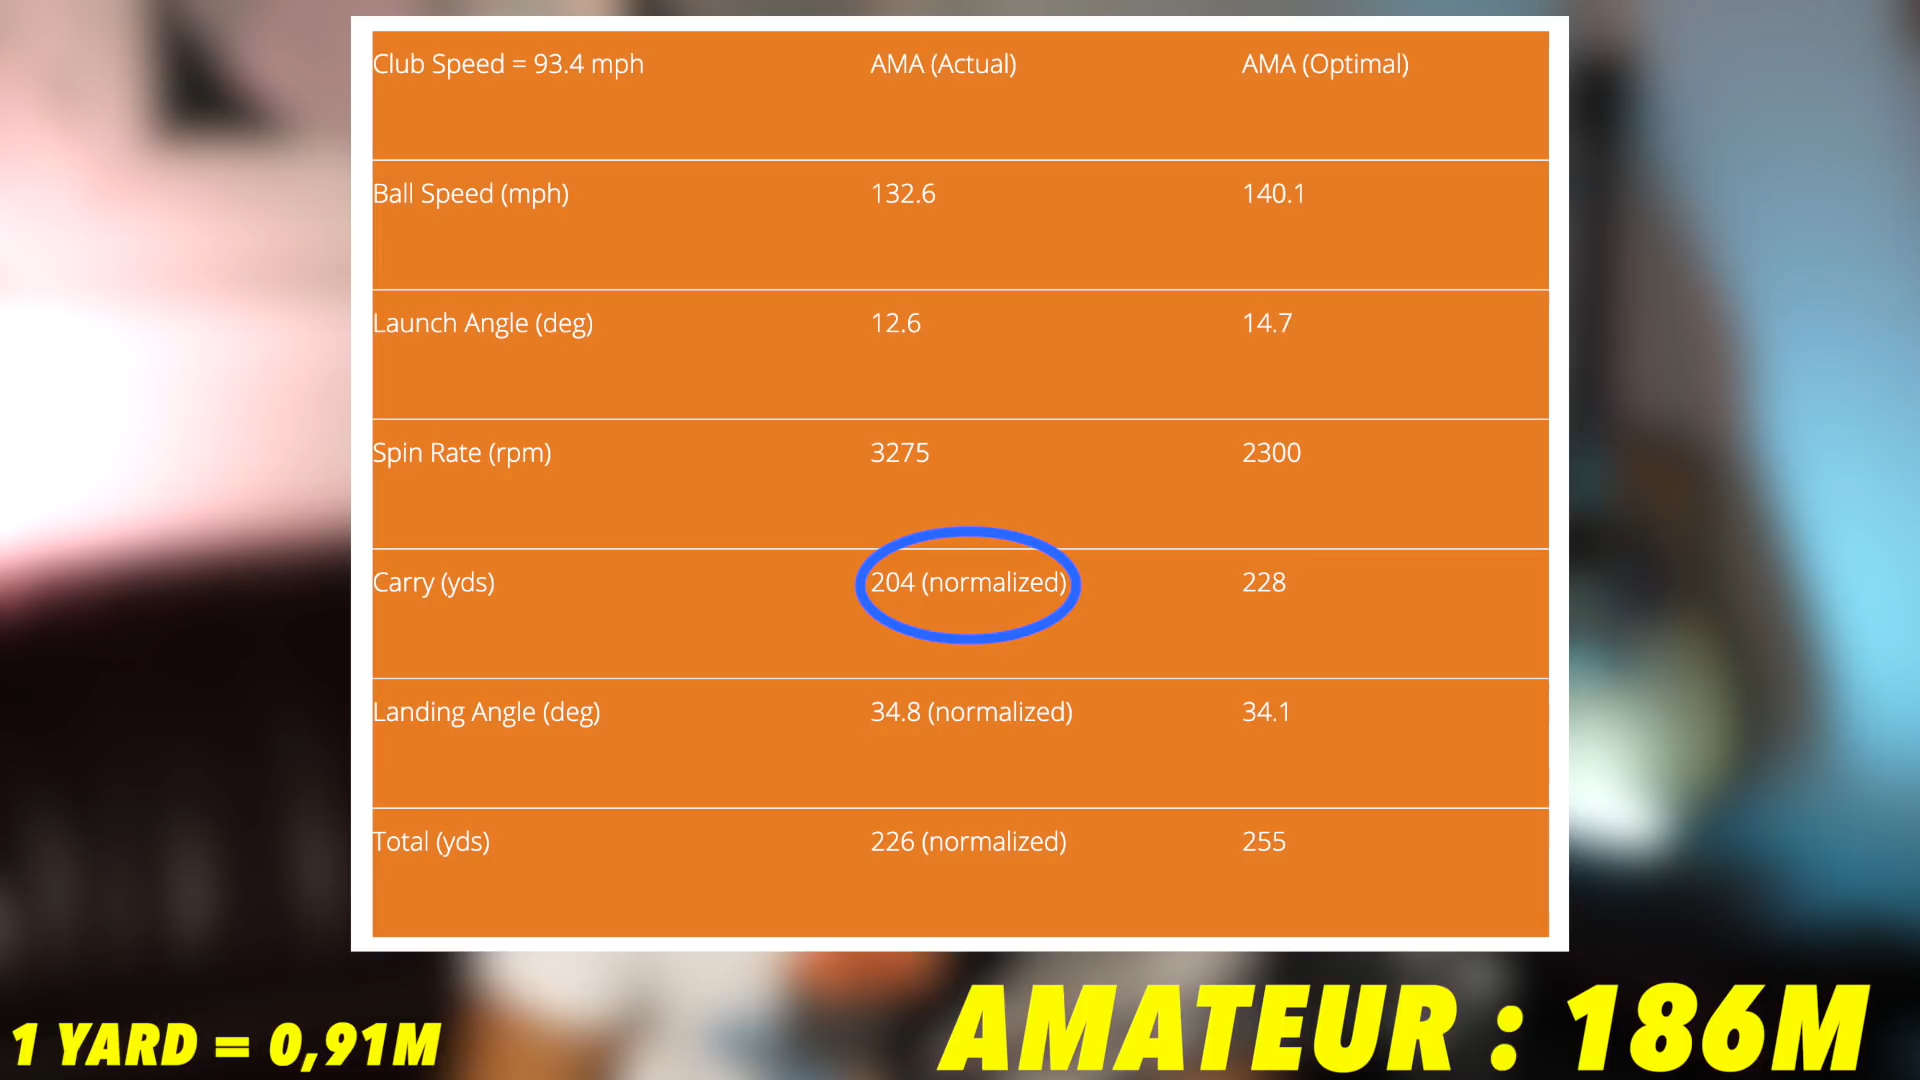 Club Speed = 93.4 mph AMA (Actual) AMA (Optimal)
Ball Speed (mph) 132.6 140.1
Launch Angle (deg) 12.6 14.7
Spin Rate (rpm) 3275 2300
Carry (yds) 204 (normalized) 228
Landing Angle (deg) 34.8 (normalized) 34.1
Total (yds) 226 (normalized) 255
1 YARD = 0,91M
AMATEUR : 186M